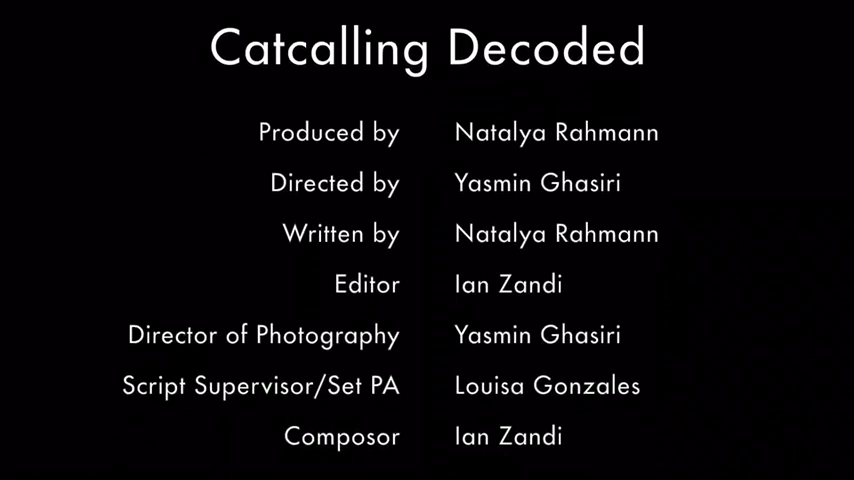 Catcalling Decoded
Produced by Natalya Rahmann
Directed by Yasmin Ghasiri
Written by Natalya Rahmann
Editor Ian Zandi
Director of Photography Yasmin Ghasiri
Script Supervisor/Set PA Louisa Gonzales
Composor Ian Zandi